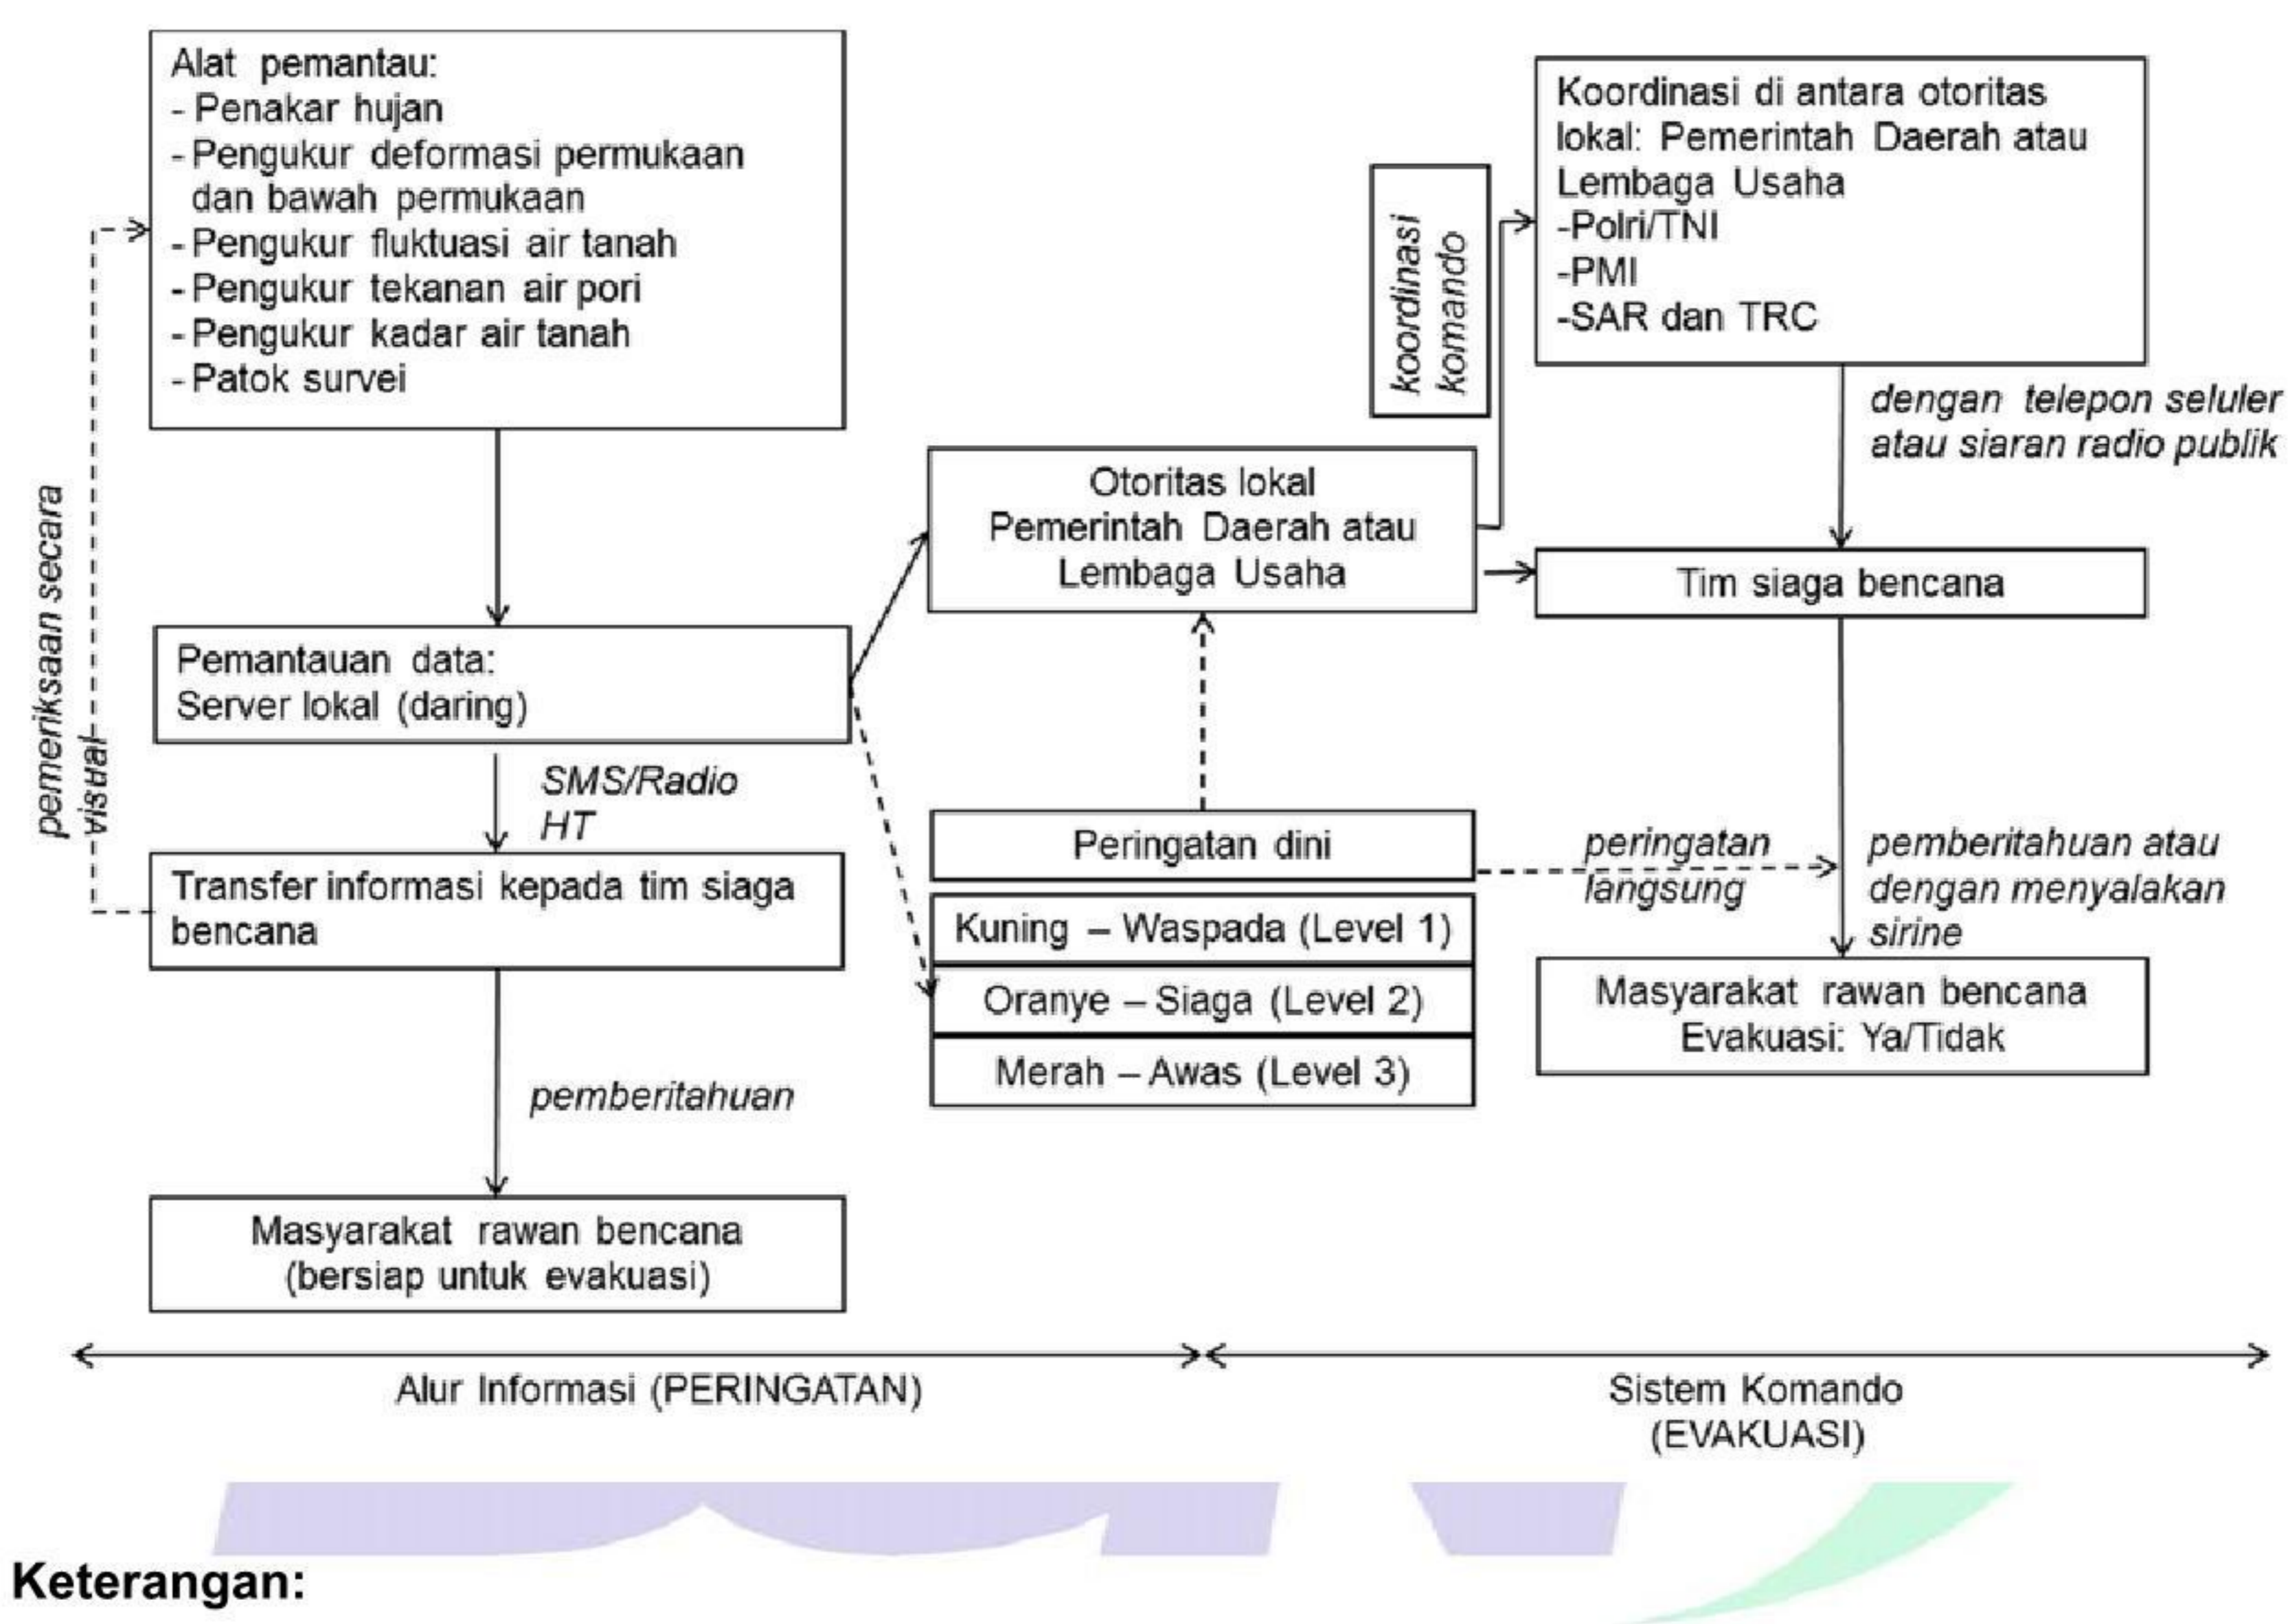 Alat pemantau:
- Penakar hujan
- Pengukur deformasi permukaan
dan bawah permukaan
- Pengukur fluktuasi air tanah
- Pengukur tekanan air pori
- Pengukur kadar air tanah
- Patok survei
pemeriksaan secara
visual
Pemantauan data:
Server lokal (daring)
SMS/Radio
HT
Transfer informasi kepada tim siaga
bencana
pemberitahuan
Masyarakat rawan bencana
(bersiap untuk evakuasi)
Otoritas lokal
Pemerintah Daerah atau
Lembaga Usaha
Peringatan dini
Kuning – Waspada (Level 1)
Oranye – Siaga (Level 2)
Merah – Awas (Level 3)
koordinasi
komando
Koordinasi di antara otoritas
lokal: Pemerintah Daerah atau
Lembaga Usaha
-Polri/TNI
-PMI
-SAR dan TRC
dengan telepon seluler
atau siaran radio publik
Tim siaga bencana
peringatan
langsung
pemberitahuan atau
dengan menyalakan
sirine
Masyarakat rawan bencana
Evakuasi: Ya/Tidak
Alur Informasi (PERINGATAN)
Sistem Komando
(EVAKUASI)
Keterangan: